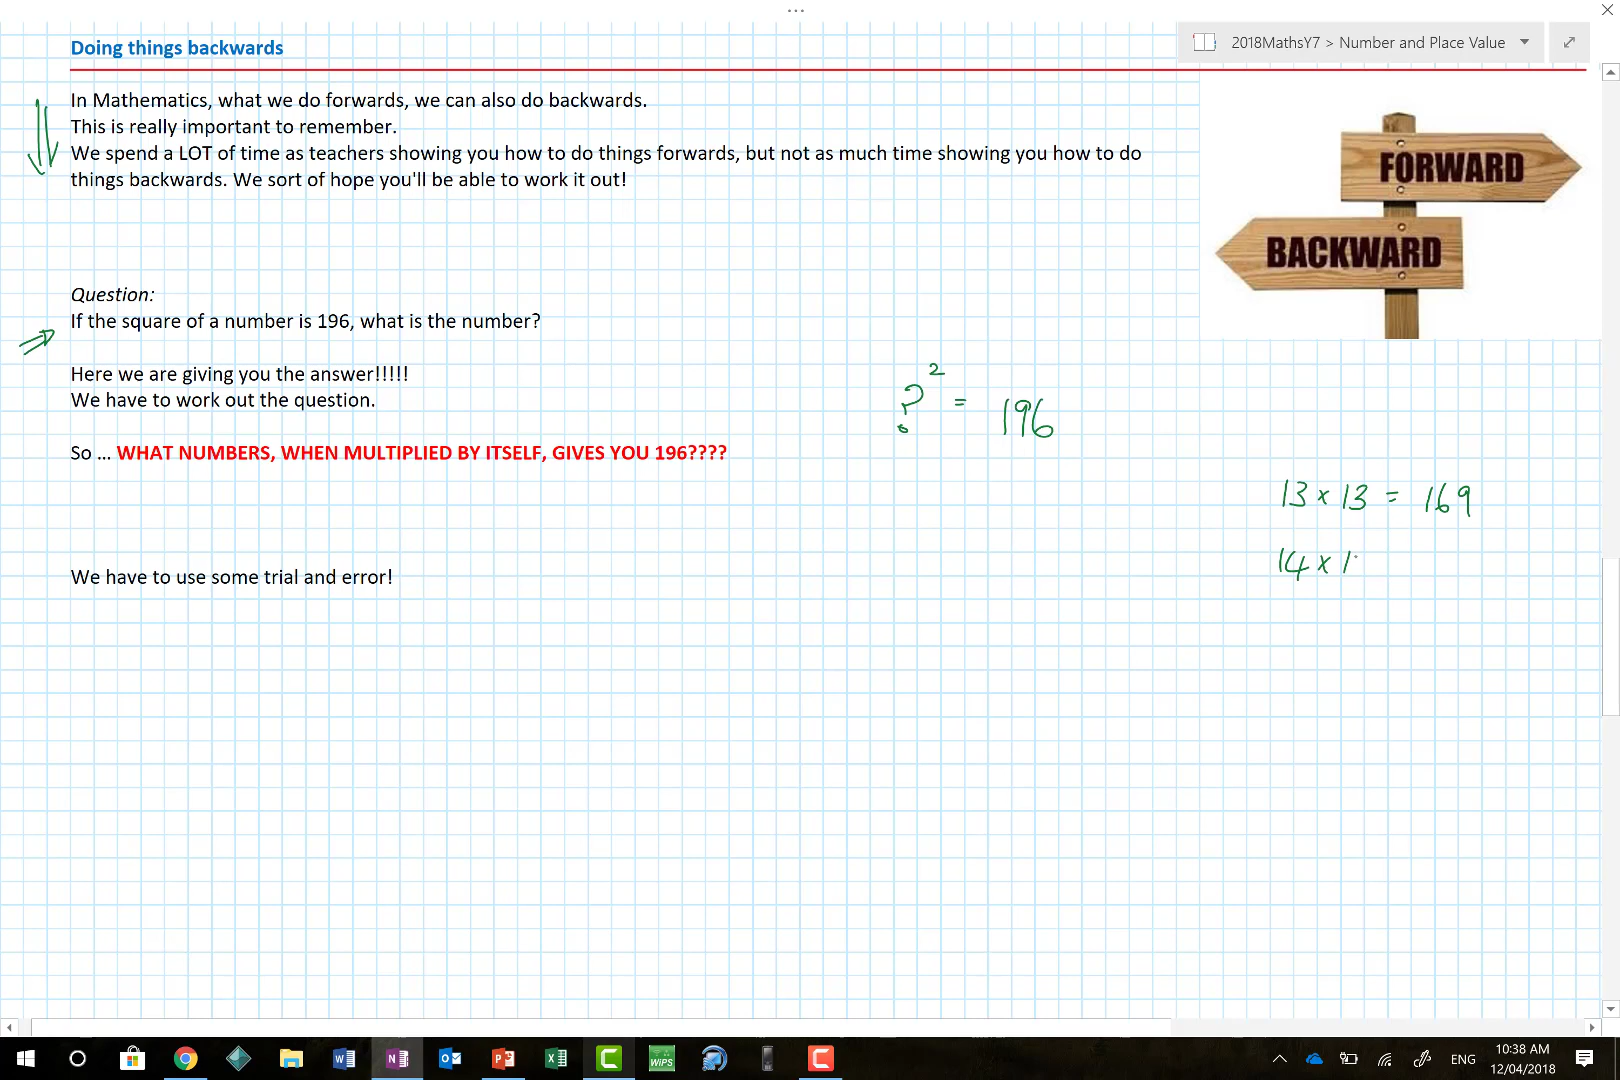 Doing things backwards
2018MathsY7 > Number and Place Value
In Mathematics, what we do forwards, we can also do backwards.
This is really important to remember.
We spend a LOT of time as teachers showing you how to do things forwards, but not as much time showing you how to do
things backwards. We sort of hope you'll be able to work it out!
FORWARD
BACKWARD
Question:
If the square of a number is 196, what is the number?
Here we are giving you the answer!!!!!
We have to work out the question.
?² = 196
So ... WHAT NUMBERS, WHEN MULTIPLIED BY ITSELF, GIVES YOU 196????
13 × 13 = 169
14 × 1
We have to use some trial and error!
WIPS
ENG
10:38 AM
12/04/2018